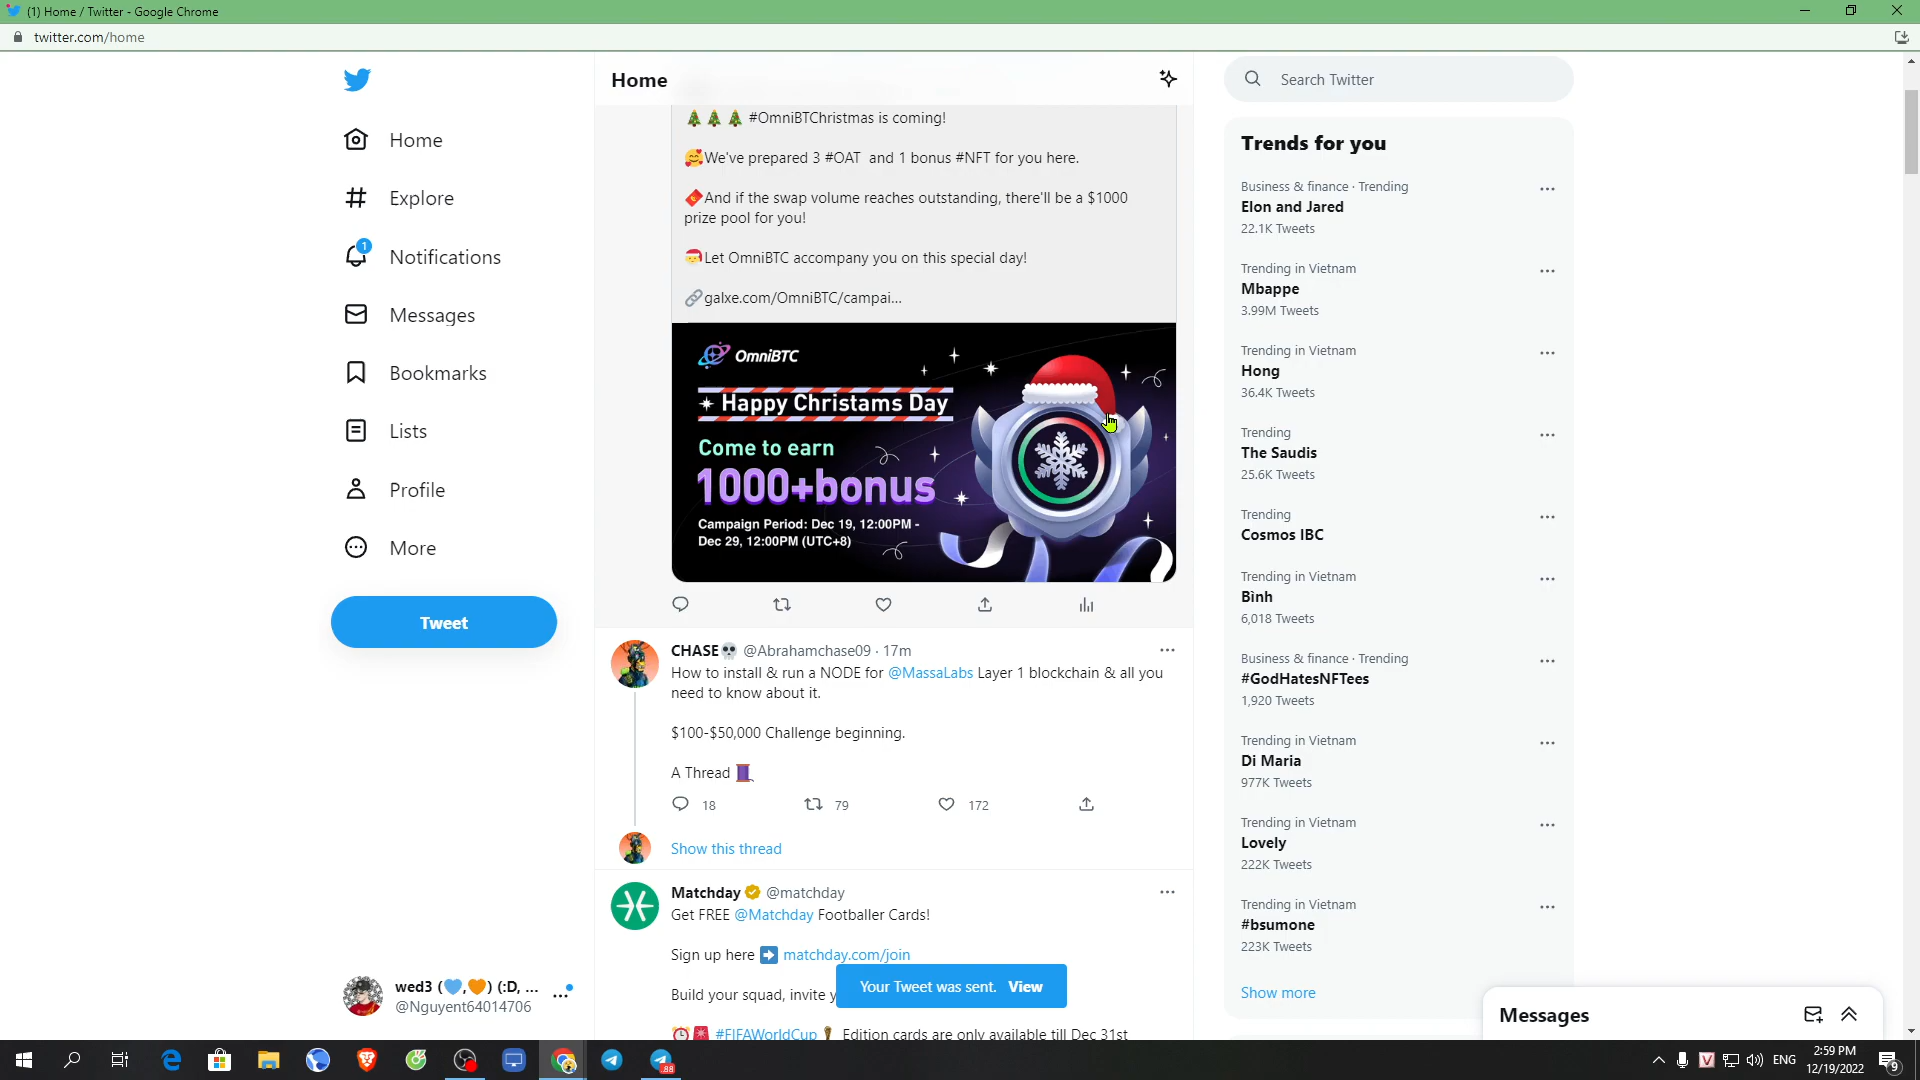 (1) Home / Twitter - Google Chrome
twitter.com/home
Home
Explore
1
Notifications
Messages
Bookmarks
Lists
Profile
More
Tweet
wed3 (🩵,🧡) (:D, ...
@Nguyent64014706
Home
🎄🎄🎄 #OmniBTChristmas is coming!
🥰We've prepared 3 #OAT and 1 bonus #NFT for you here.
🧧And if the swap volume reaches outstanding, there'll be a $1000
prize pool for you!
🎅Let OmniBTC accompany you on this special day!
🔗galxe.com/OmniBTC/campai...
OmniBTC
Happy Christams Day
Come to earn
1000+bonus
Campaign Period: Dec 19, 12:00PM -
Dec 29, 12:00PM (UTC+8)
CHASE💀 @Abrahamchase09 · 17m
How to install & run a NODE for @MassaLabs Layer 1 blockchain & all you
need to know about it.
$100-$50,000 Challenge beginning.
A Thread 🧵
18 79 172
Show this thread
Matchday @matchday
Get FREE @Matchday Footballer Cards!
Sign up here ➡️ matchday.com/join
Build your squad, invite y
⏰🚨 #FIFAWorldCup Edition cards are only available till Dec 31st
Your Tweet was sent. View
Search Twitter
Trends for you
Business & finance · Trending
Elon and Jared
22.1K Tweets
Trending in Vietnam
Mbappe
3.99M Tweets
Trending in Vietnam
Hong
36.4K Tweets
Trending
The Saudis
25.6K Tweets
Trending
Cosmos IBC
Trending in Vietnam
Bình
6,018 Tweets
Business & finance · Trending
#GodHatesNFTees
1,920 Tweets
Trending in Vietnam
Di Maria
977K Tweets
Trending in Vietnam
Lovely
222K Tweets
Trending in Vietnam
#bsumone
223K Tweets
Show more
Messages
.88
V
ENG
2:59 PM
12/19/2022
9